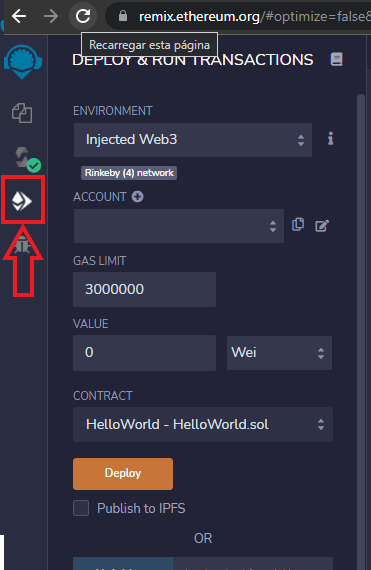 remix.ethereum.org/#optimize=false&
Recarregar esta página
DEPLOY & RUN TRANSACTIONS
ENVIRONMENT
Injected Web3
Rinkeby (4) network
ACCOUNT
GAS LIMIT
3000000
VALUE
0
Wei
CONTRACT
HelloWorld - HelloWorld.sol
Deploy
Publish to IPFS
OR